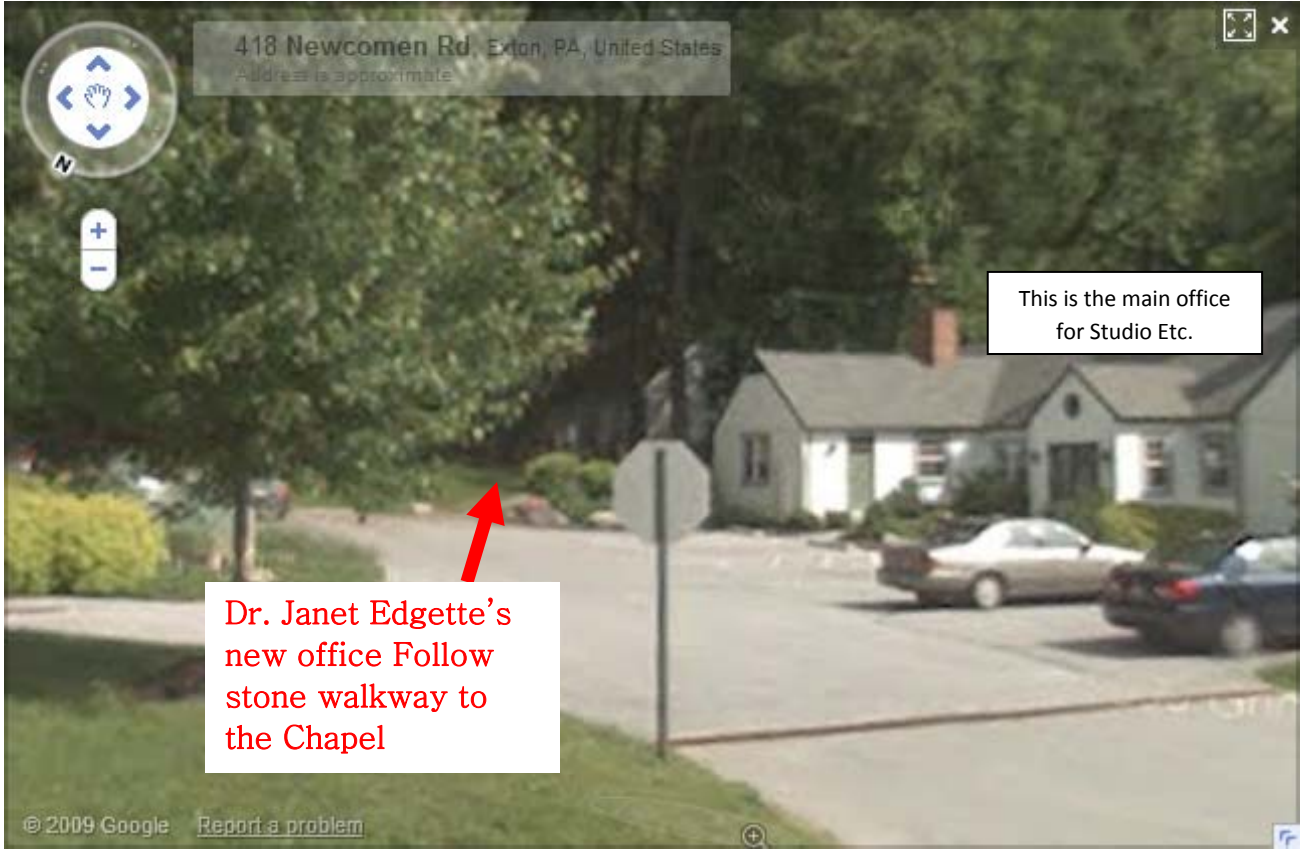 418 Newcomen Rd, Exton, PA, United States
Address is approximate
N
This is the main office
for Studio Etc.
Dr. Janet Edgette’s
new office Follow
stone walkway to
the Chapel
© 2009 Google Report a problem